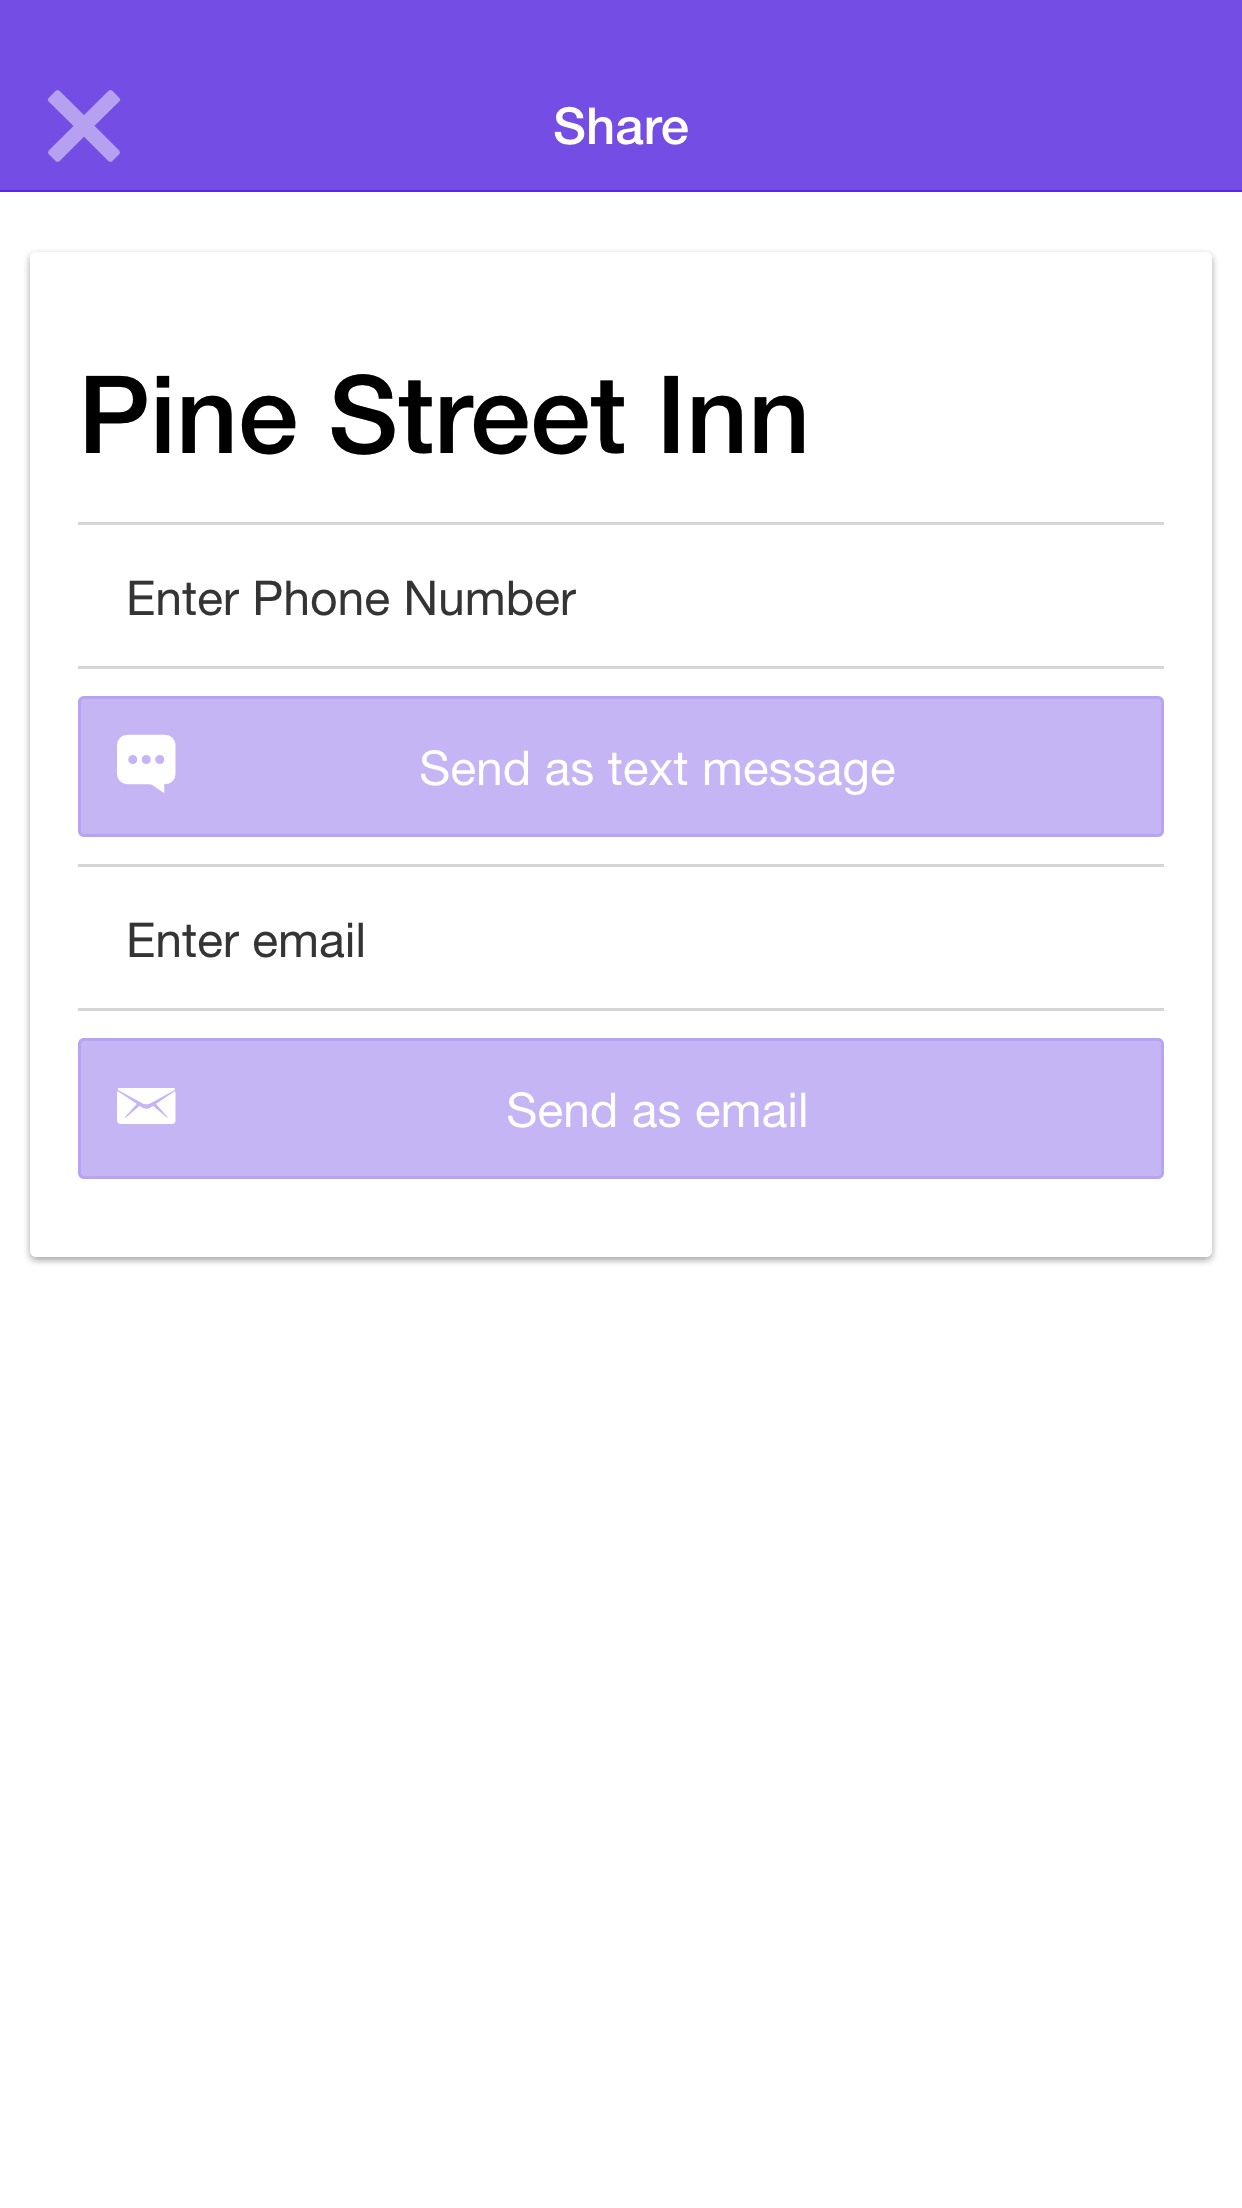 Share
Pine Street Inn
Enter Phone Number
Send as text message
Enter email
Send as email